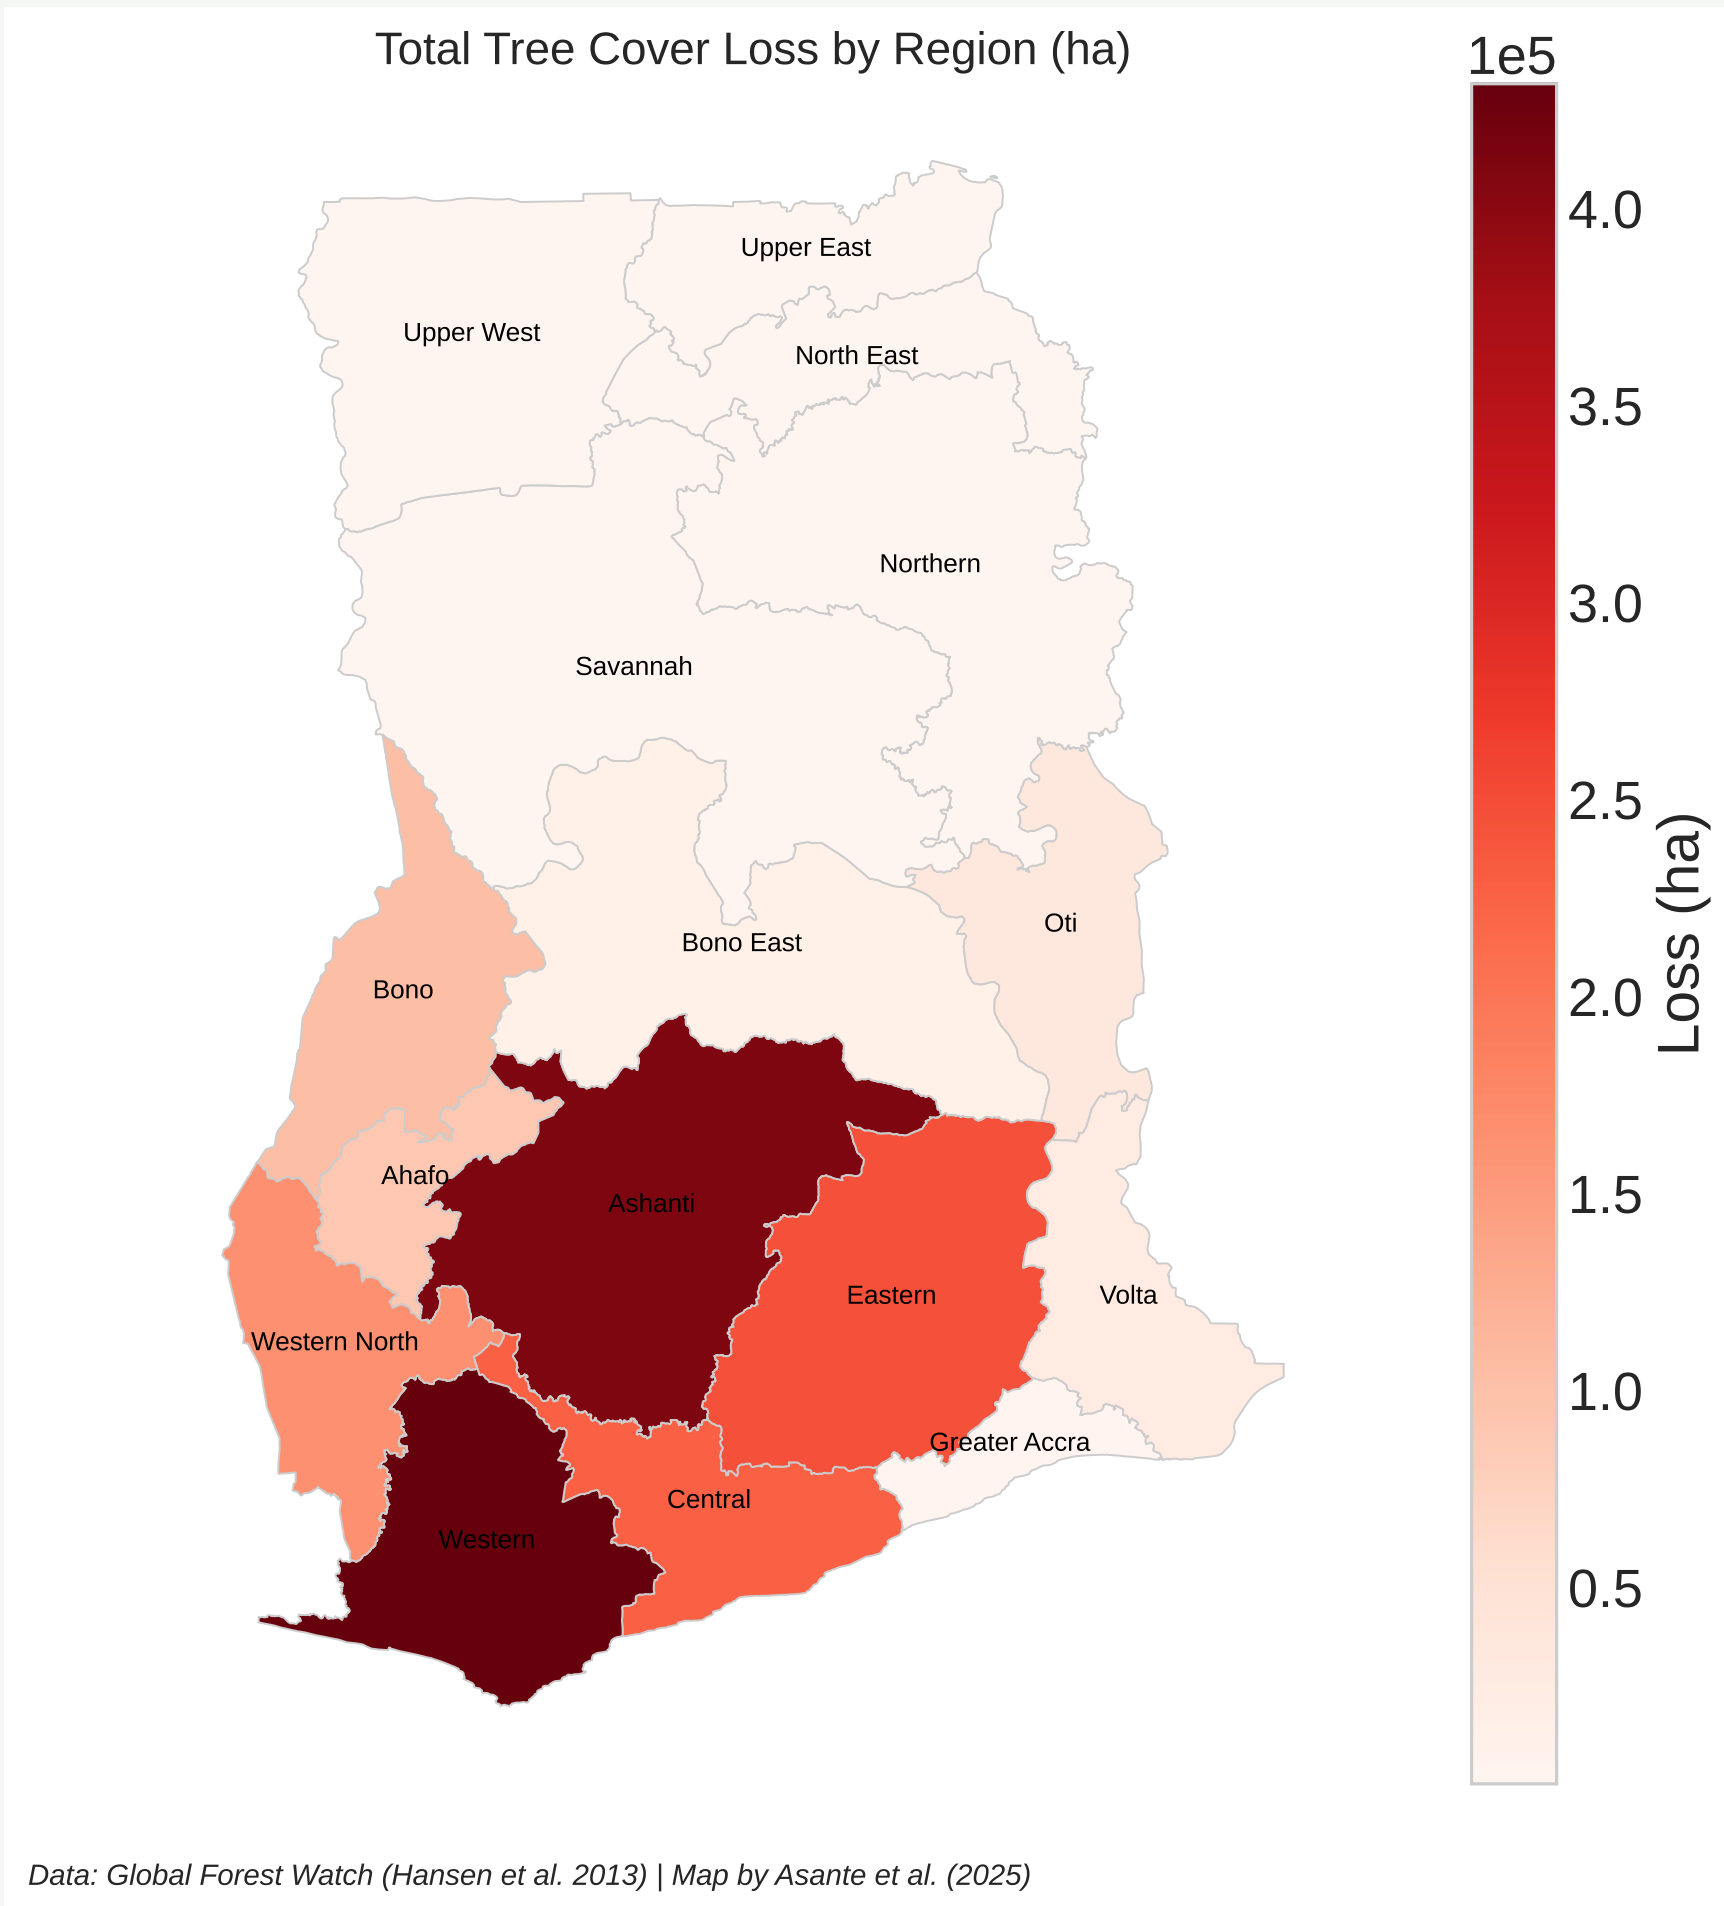 Total Tree Cover Loss by Region (ha)
1e5
4.0
3.5
3.0
2.5
2.0
1.5
1.0
0.5
Loss (ha)
Upper East
Upper West
North East
Northern
Savannah
Oti
Bono East
Bono
Ahafo
Ashanti
Eastern
Volta
Western North
Greater Accra
Central
Western
Data: Global Forest Watch (Hansen et al. 2013) | Map by Asante et al. (2025)